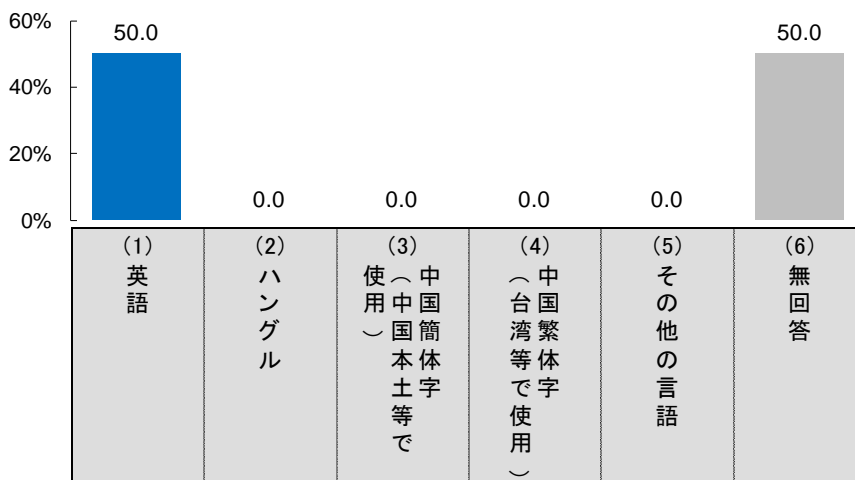 60%
40%
20%
0%
50.0
0.0
0.0
0.0
0.0
50.0
(1)
英語
(2)
ハングル
(3)
中国簡体字
（中国本土等で
使用）
(4)
中国繁体字
（台湾等で使用）
(5)
その他の言語
(6)
無回答